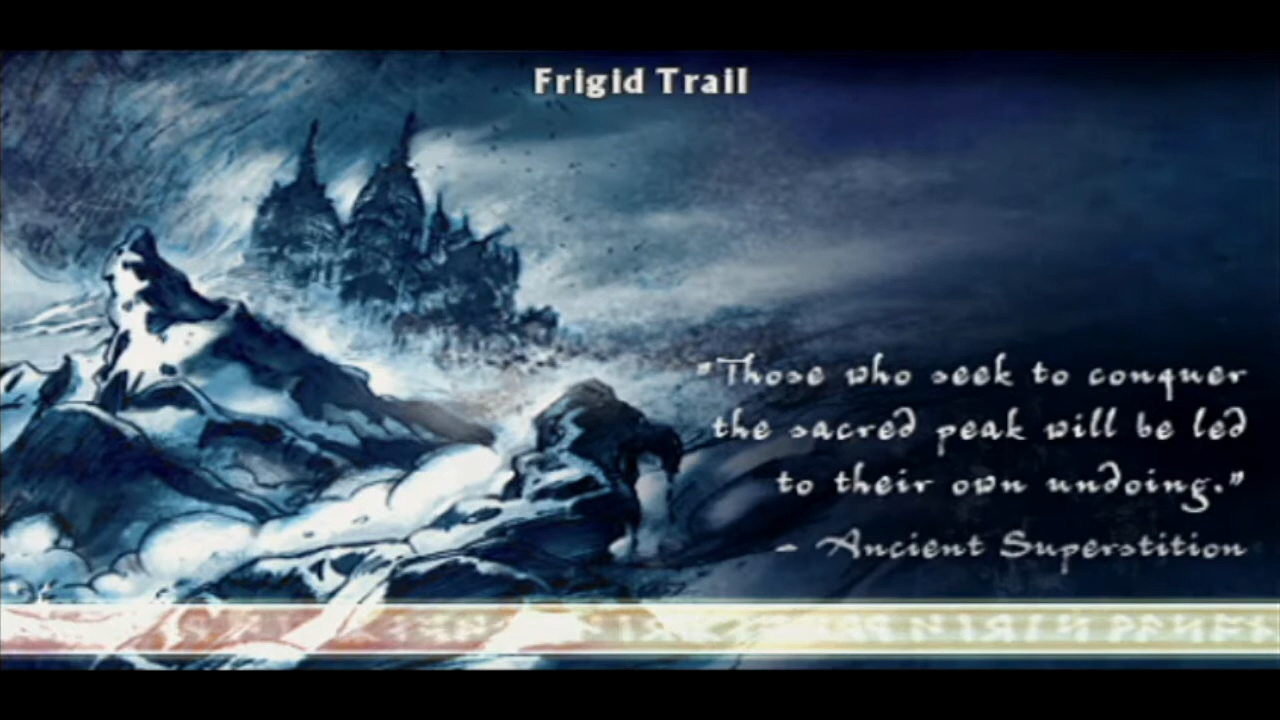 Frigid Trail
"Those who seek to conquer
the sacred peak will be led
to their own undoing."
- Ancient Superstition